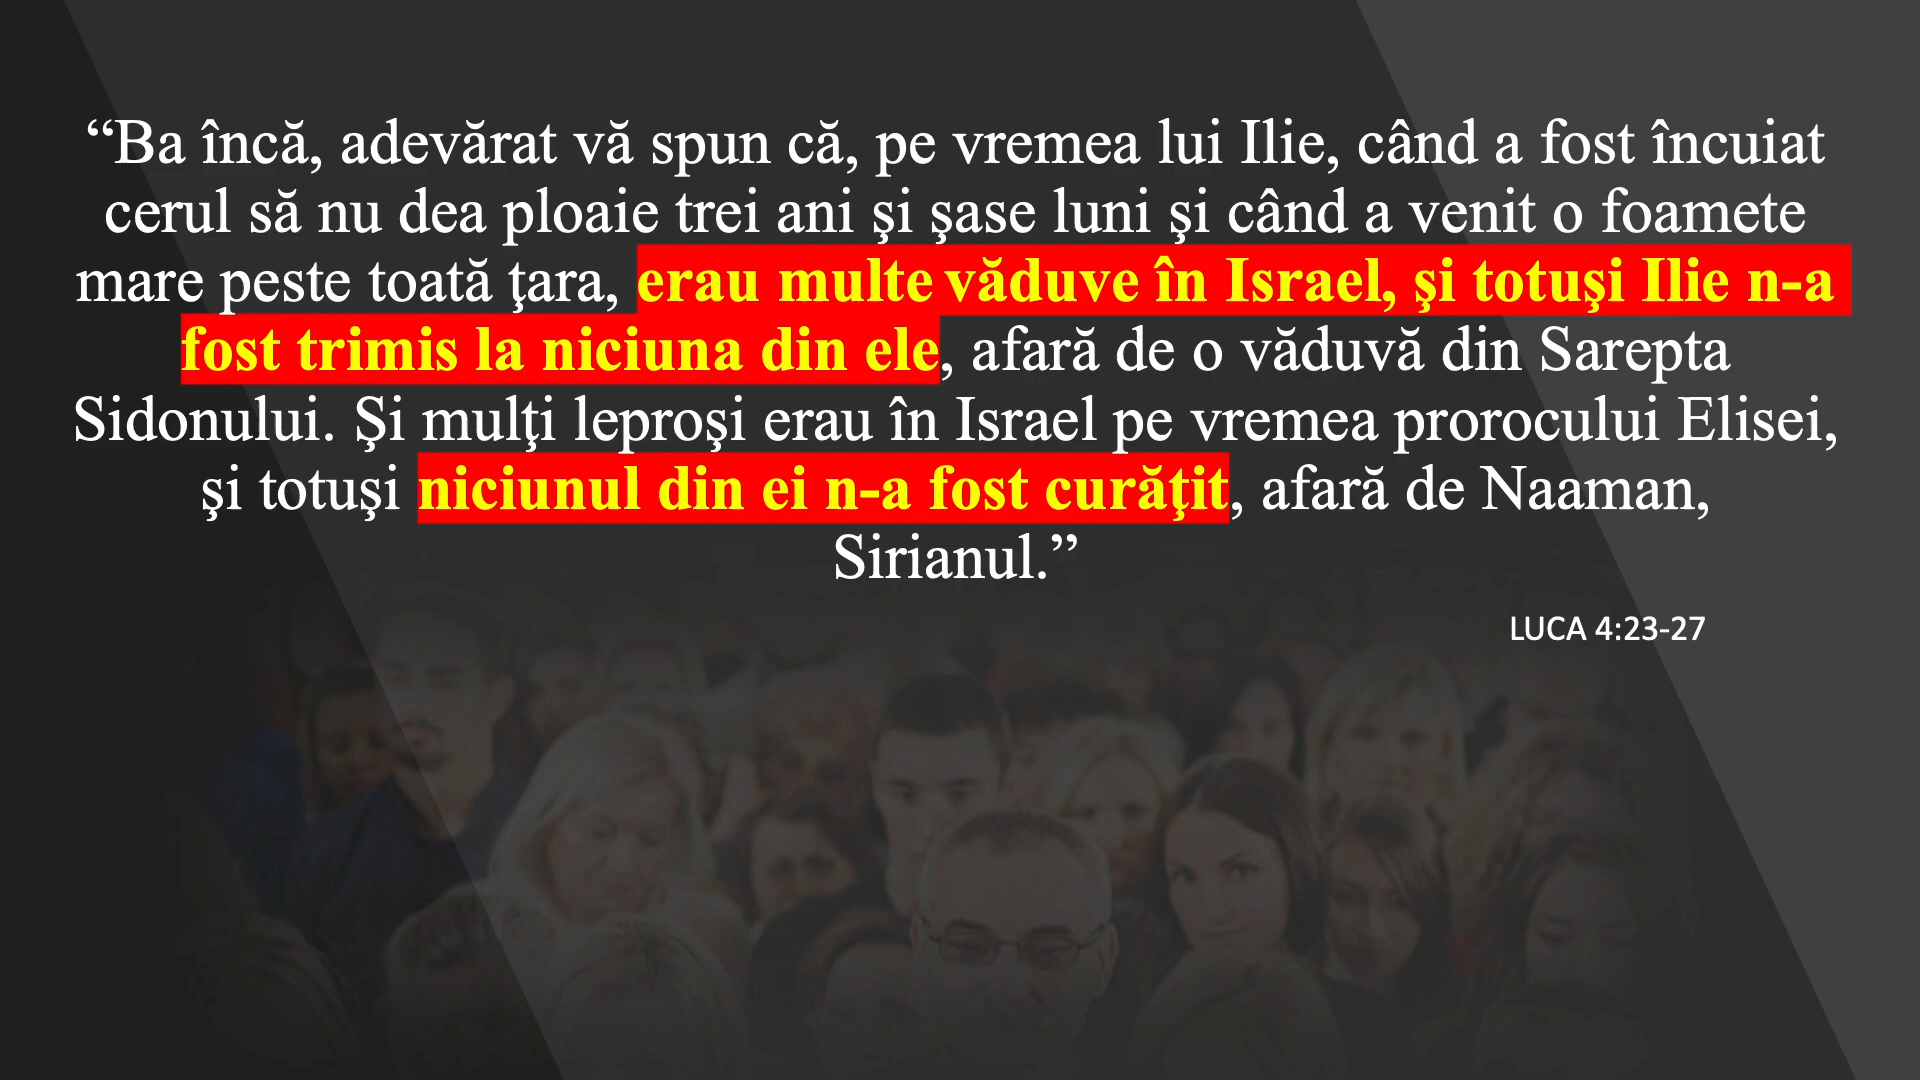 “Ba încă, adevărat vă spun că, pe vremea lui Ilie, când a fost încuiat
cerul să nu dea ploaie trei ani şi şase luni şi când a venit o foamete
mare peste toată ţara, erau multe văduve în Israel, şi totuşi Ilie n-a
fost trimis la niciuna din ele, afară de o văduvă din Sarepta
Sidonului. Şi mulţi leproşi erau în Israel pe vremea prorocului Elisei,
şi totuşi niciunul din ei n-a fost curăţit, afară de Naaman,
Sirianul.”
LUCA 4:23-27